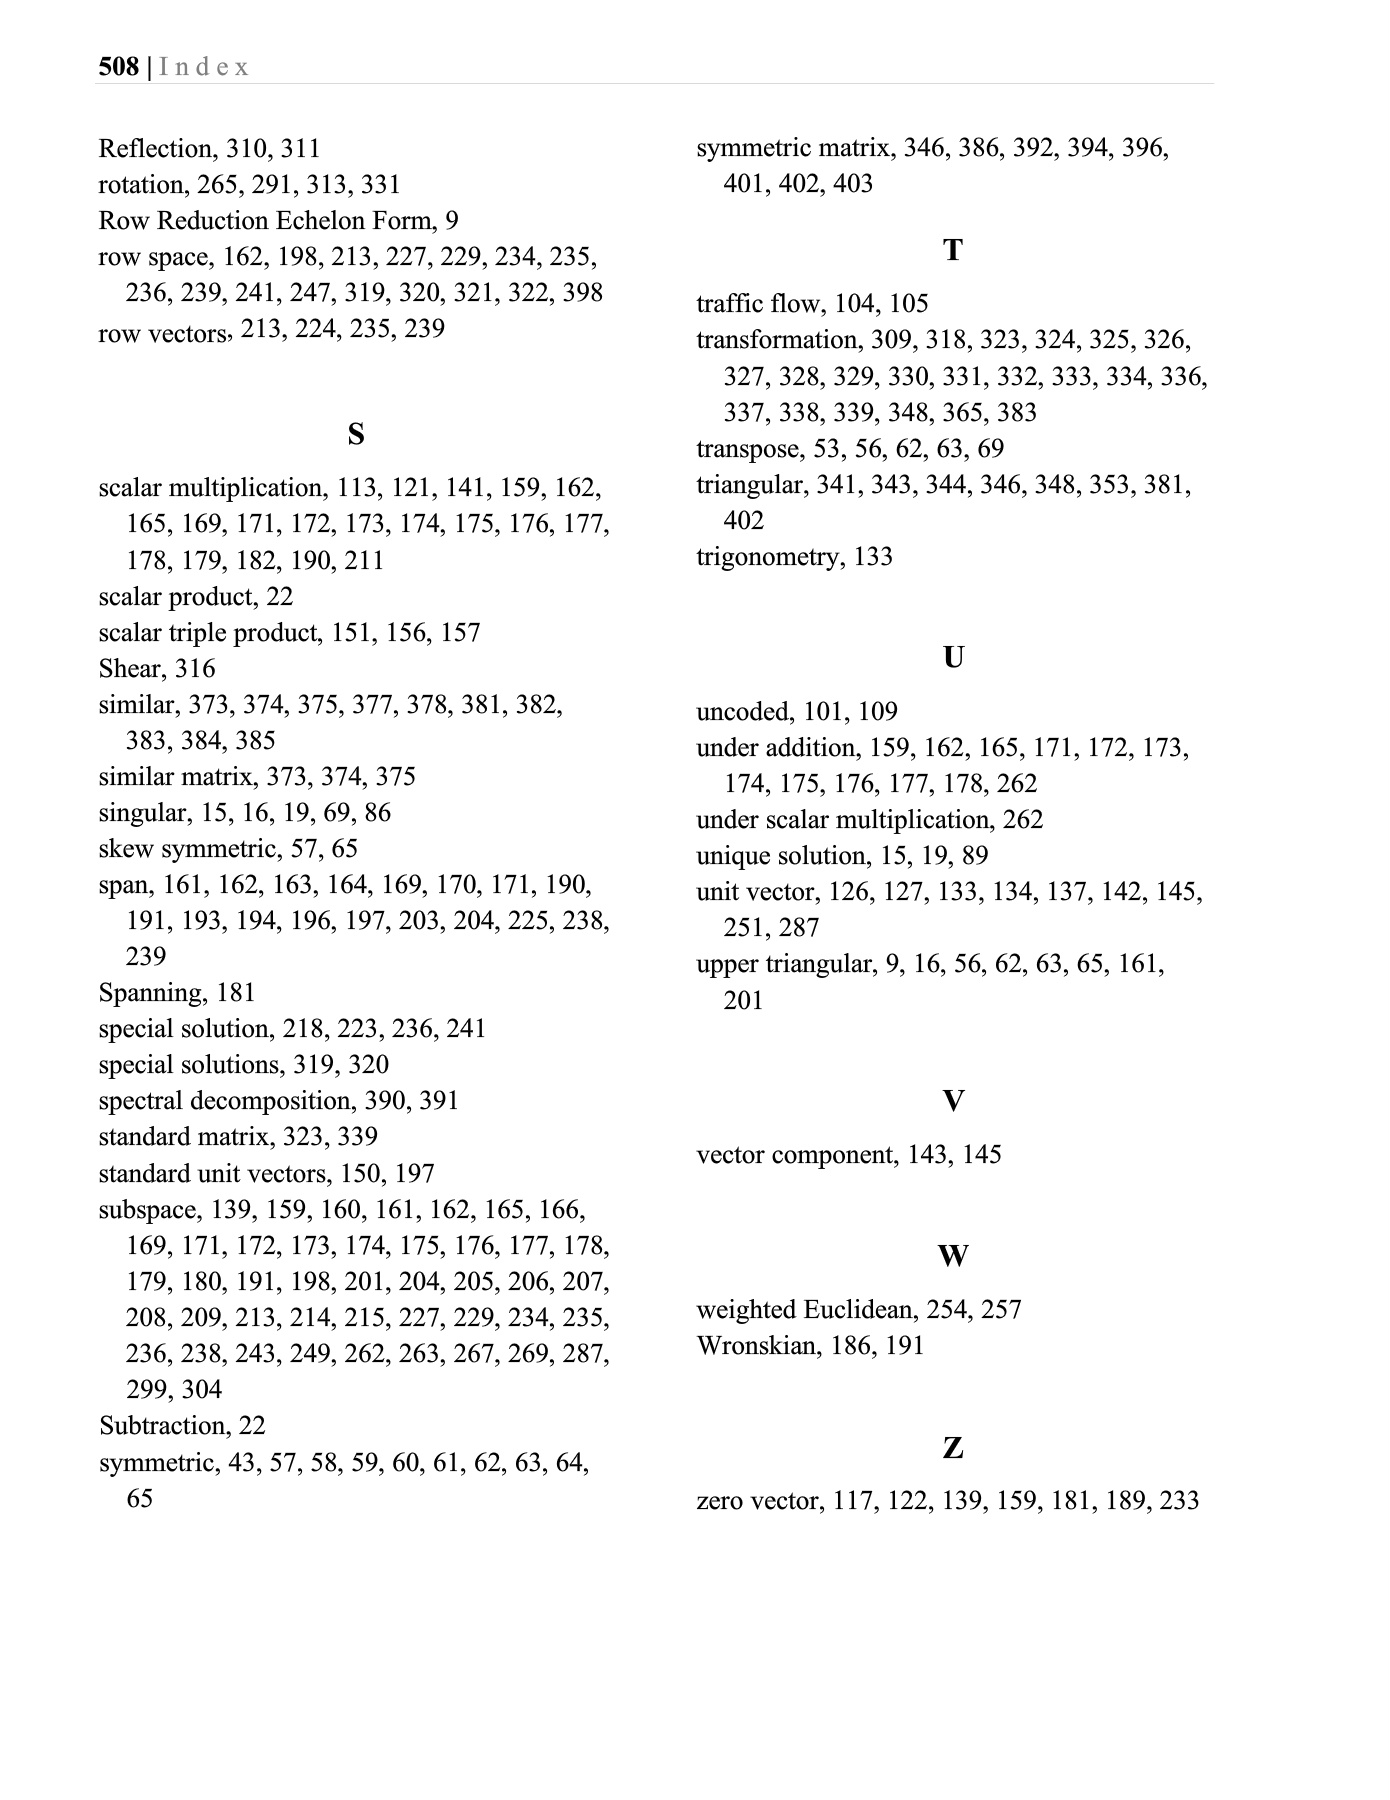 508 | Index
Reflection, 310, 311
rotation, 265, 291, 313, 331
Row Reduction Echelon Form, 9
row space, 162, 198, 213, 227, 229, 234, 235,
236, 239, 241, 247, 319, 320, 321, 322, 398
row vectors, 213, 224, 235, 239
S
scalar multiplication, 113, 121, 141, 159, 162,
165, 169, 171, 172, 173, 174, 175, 176, 177,
178, 179, 182, 190, 211
scalar product, 22
scalar triple product, 151, 156, 157
Shear, 316
similar, 373, 374, 375, 377, 378, 381, 382,
383, 384, 385
similar matrix, 373, 374, 375
singular, 15, 16, 19, 69, 86
skew symmetric, 57, 65
span, 161, 162, 163, 164, 169, 170, 171, 190,
191, 193, 194, 196, 197, 203, 204, 225, 238,
239
Spanning, 181
special solution, 218, 223, 236, 241
special solutions, 319, 320
spectral decomposition, 390, 391
standard matrix, 323, 339
standard unit vectors, 150, 197
subspace, 139, 159, 160, 161, 162, 165, 166,
169, 171, 172, 173, 174, 175, 176, 177, 178,
179, 180, 191, 198, 201, 204, 205, 206, 207,
208, 209, 213, 214, 215, 227, 229, 234, 235,
236, 238, 243, 249, 262, 263, 267, 269, 287,
299, 304
Subtraction, 22
symmetric, 43, 57, 58, 59, 60, 61, 62, 63, 64,
65
symmetric matrix, 346, 386, 392, 394, 396,
401, 402, 403
T
traffic flow, 104, 105
transformation, 309, 318, 323, 324, 325, 326,
327, 328, 329, 330, 331, 332, 333, 334, 336,
337, 338, 339, 348, 365, 383
transpose, 53, 56, 62, 63, 69
triangular, 341, 343, 344, 346, 348, 353, 381,
402
trigonometry, 133
U
uncoded, 101, 109
under addition, 159, 162, 165, 171, 172, 173,
174, 175, 176, 177, 178, 262
under scalar multiplication, 262
unique solution, 15, 19, 89
unit vector, 126, 127, 133, 134, 137, 142, 145,
251, 287
upper triangular, 9, 16, 56, 62, 63, 65, 161,
201
V
vector component, 143, 145
W
weighted Euclidean, 254, 257
Wronskian, 186, 191
Z
zero vector, 117, 122, 139, 159, 181, 189, 233